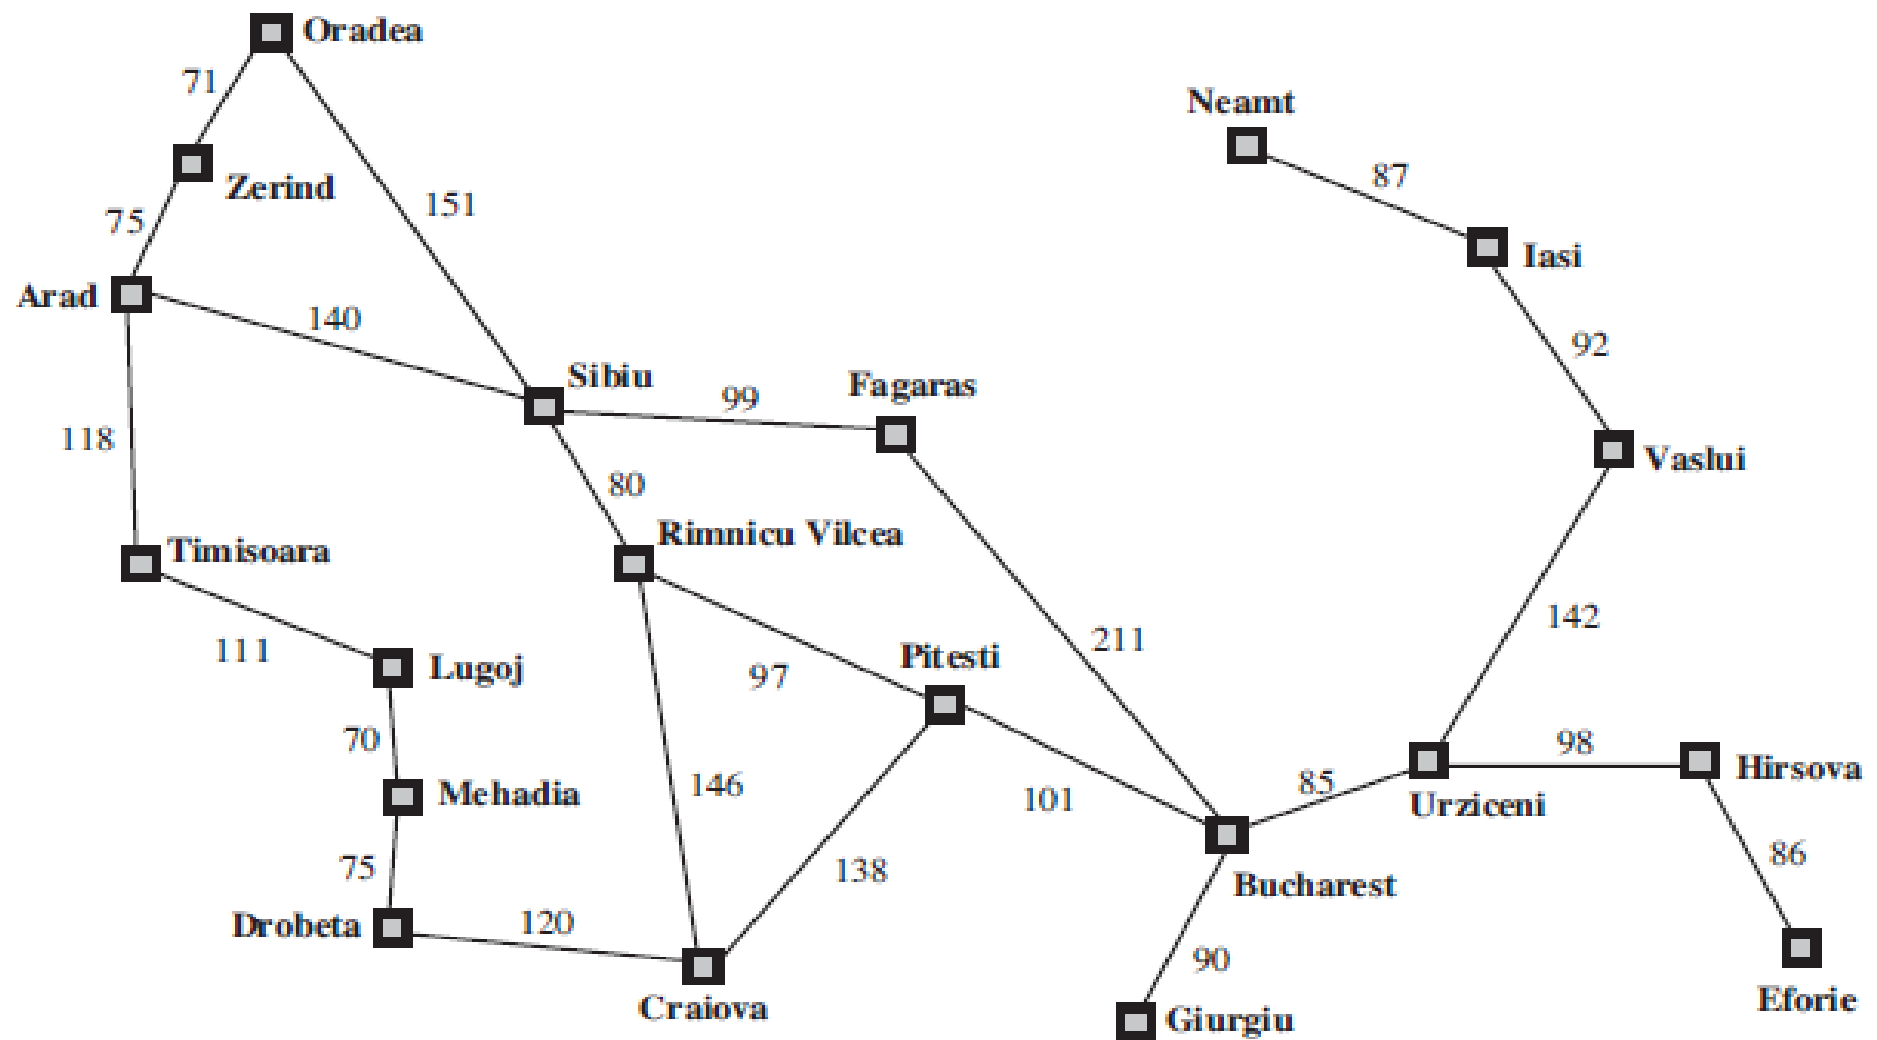 Oradea
71
Neamt
87
Zerind
151
75
Iasi
Arad
140
92
Sibiu
99
Fagaras
118
Vaslui
80
Rimnicu Vilcea
Timisoara
142
211
111
Lugoj
97
Pitesti
70
98
Hirsova
146
85
Mehadia
101
Urziceni
75
138
86
Bucharest
Drobeta
120
90
Craiova
Eforie
Giurgiu